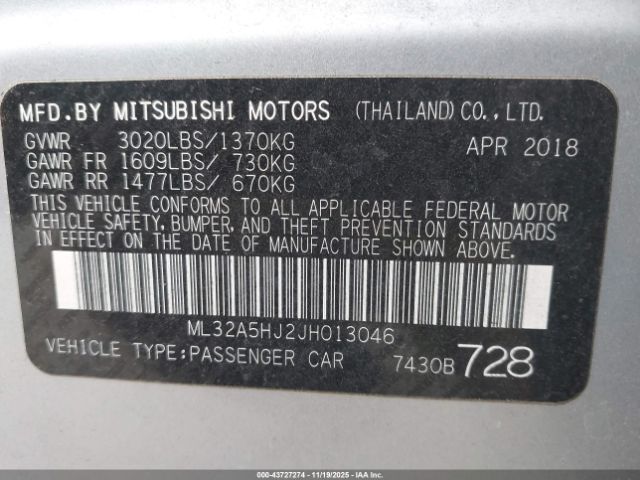 MFD.BY MITSUBISHI MOTORS (THAILAND)CO.,LTD.
GVWR 3020LBS/1370KG APR 2018
GAWR FR 1609LBS/ 730KG
GAWR RR 1477LBS/ 670KG
THIS VEHICLE CONFORMS TO ALL APPLICABLE FEDERAL MOTOR
VEHICLE SAFETY, BUMPER, AND THEFT PREVENTION STANDARDS
IN EFFECT ON THE DATE OF MANUFACTURE SHOWN ABOVE.
ML32A5HJ2JH013046
VEHICLE TYPE:PASSENGER CAR 7430B 728
000-43727274 | 11/19/2025 - IAAI.COM